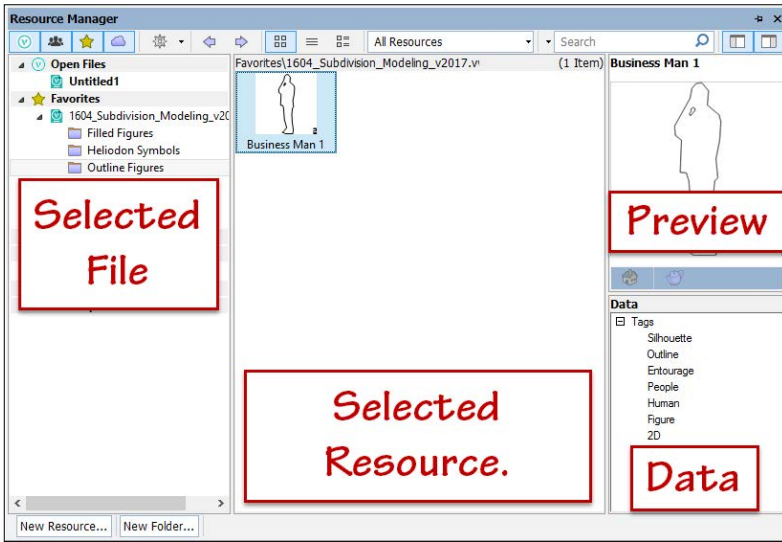 Resource Manager
All Resources
Search
Open Files
Untitled1
Favorites
1604_Subdivision_Modeling_v20
Filled Figures
Heliodon Symbols
Outline Figures
Selected
File
Favorites\1604_Subdivision_Modeling_v2017.v (1 Item)
Business Man 1
Selected
Resource.
Business Man 1
Preview
Data
Tags
Silhouette
Outline
Entourage
People
Human
Figure
2D
Data
New Resource... New Folder...